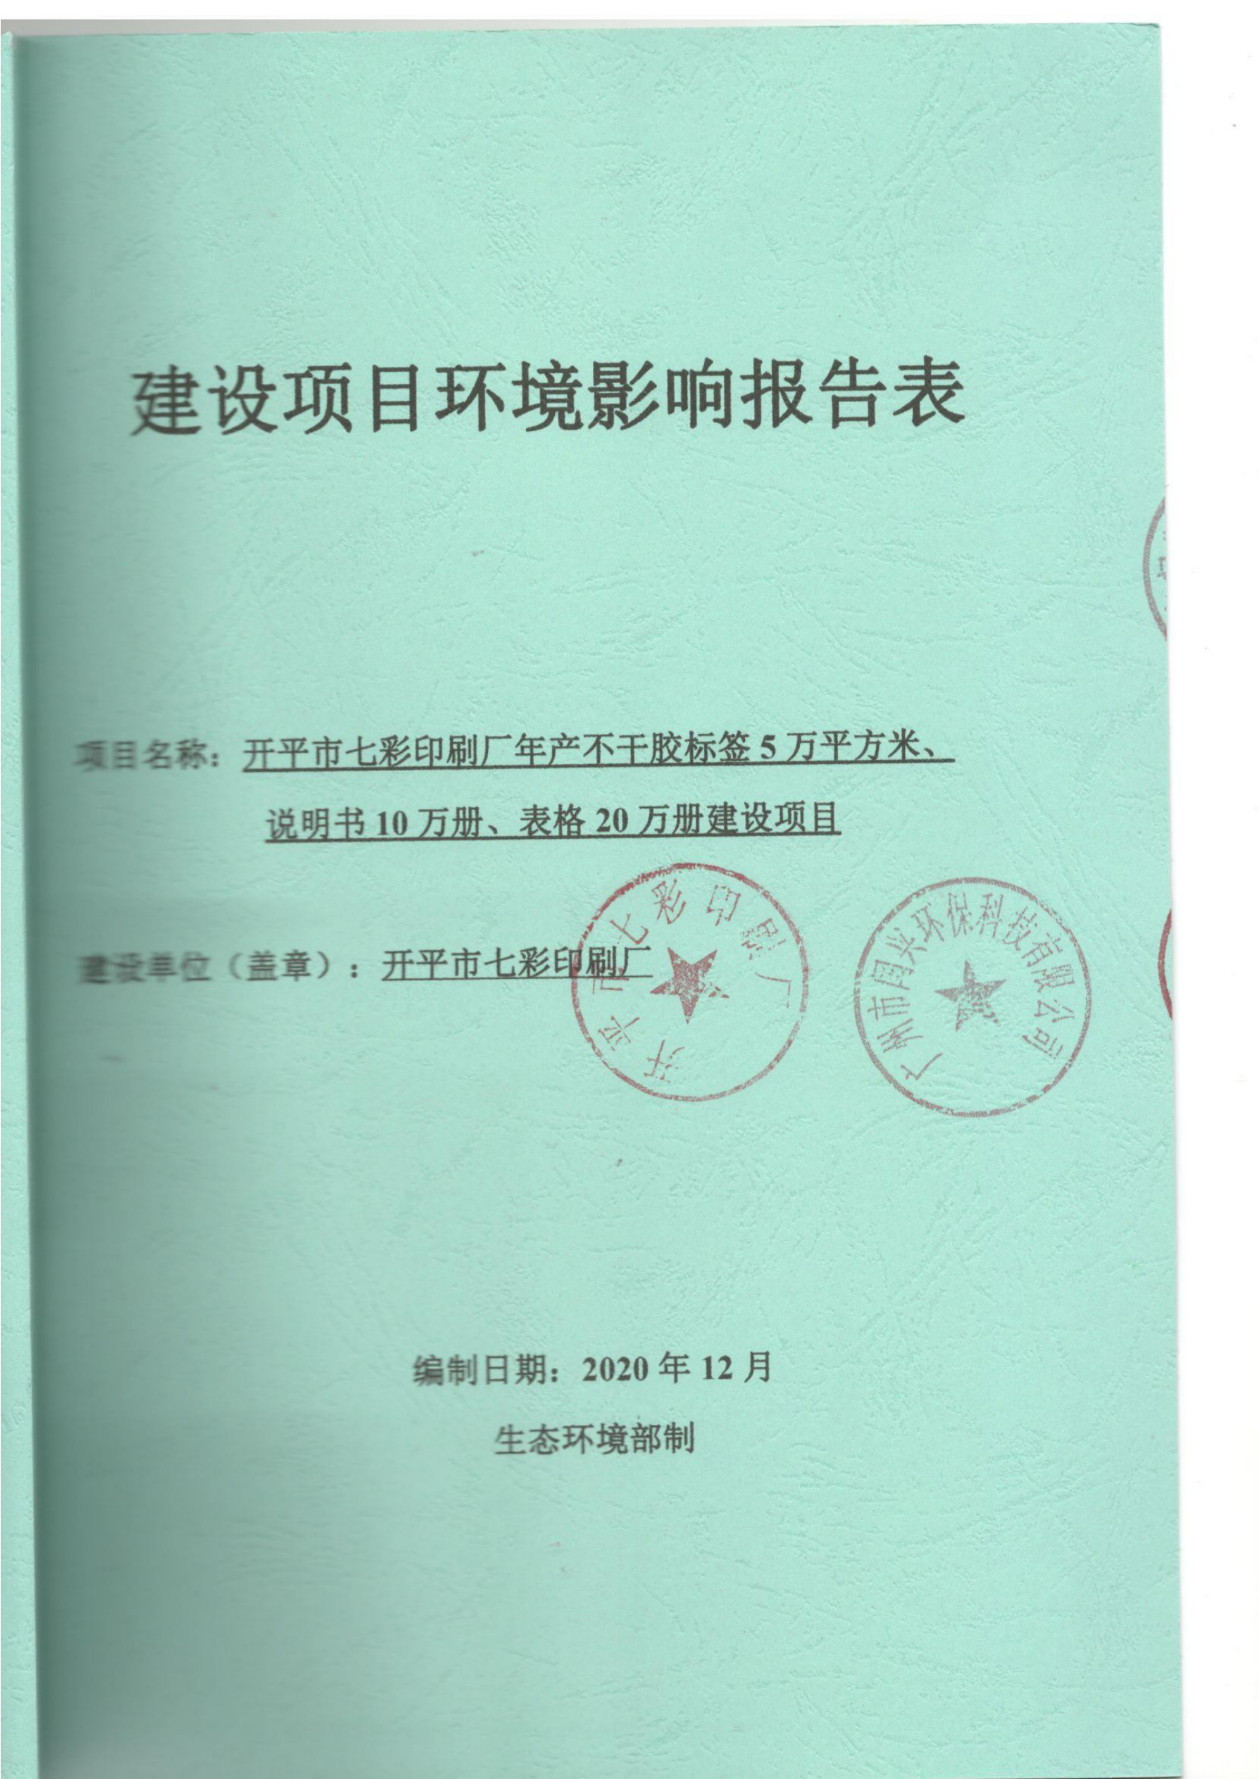 建设项目环境影响报告表
项目名称：开平市七彩印刷厂年产不干胶标签5万平方米、
说明书10万册、表格20万册建设项目
建设单位（盖章）：开平市七彩印刷厂
开平市七彩印刷厂
广州市国兴环保科技有限公司
编制日期：2020年12月
生态环境部制